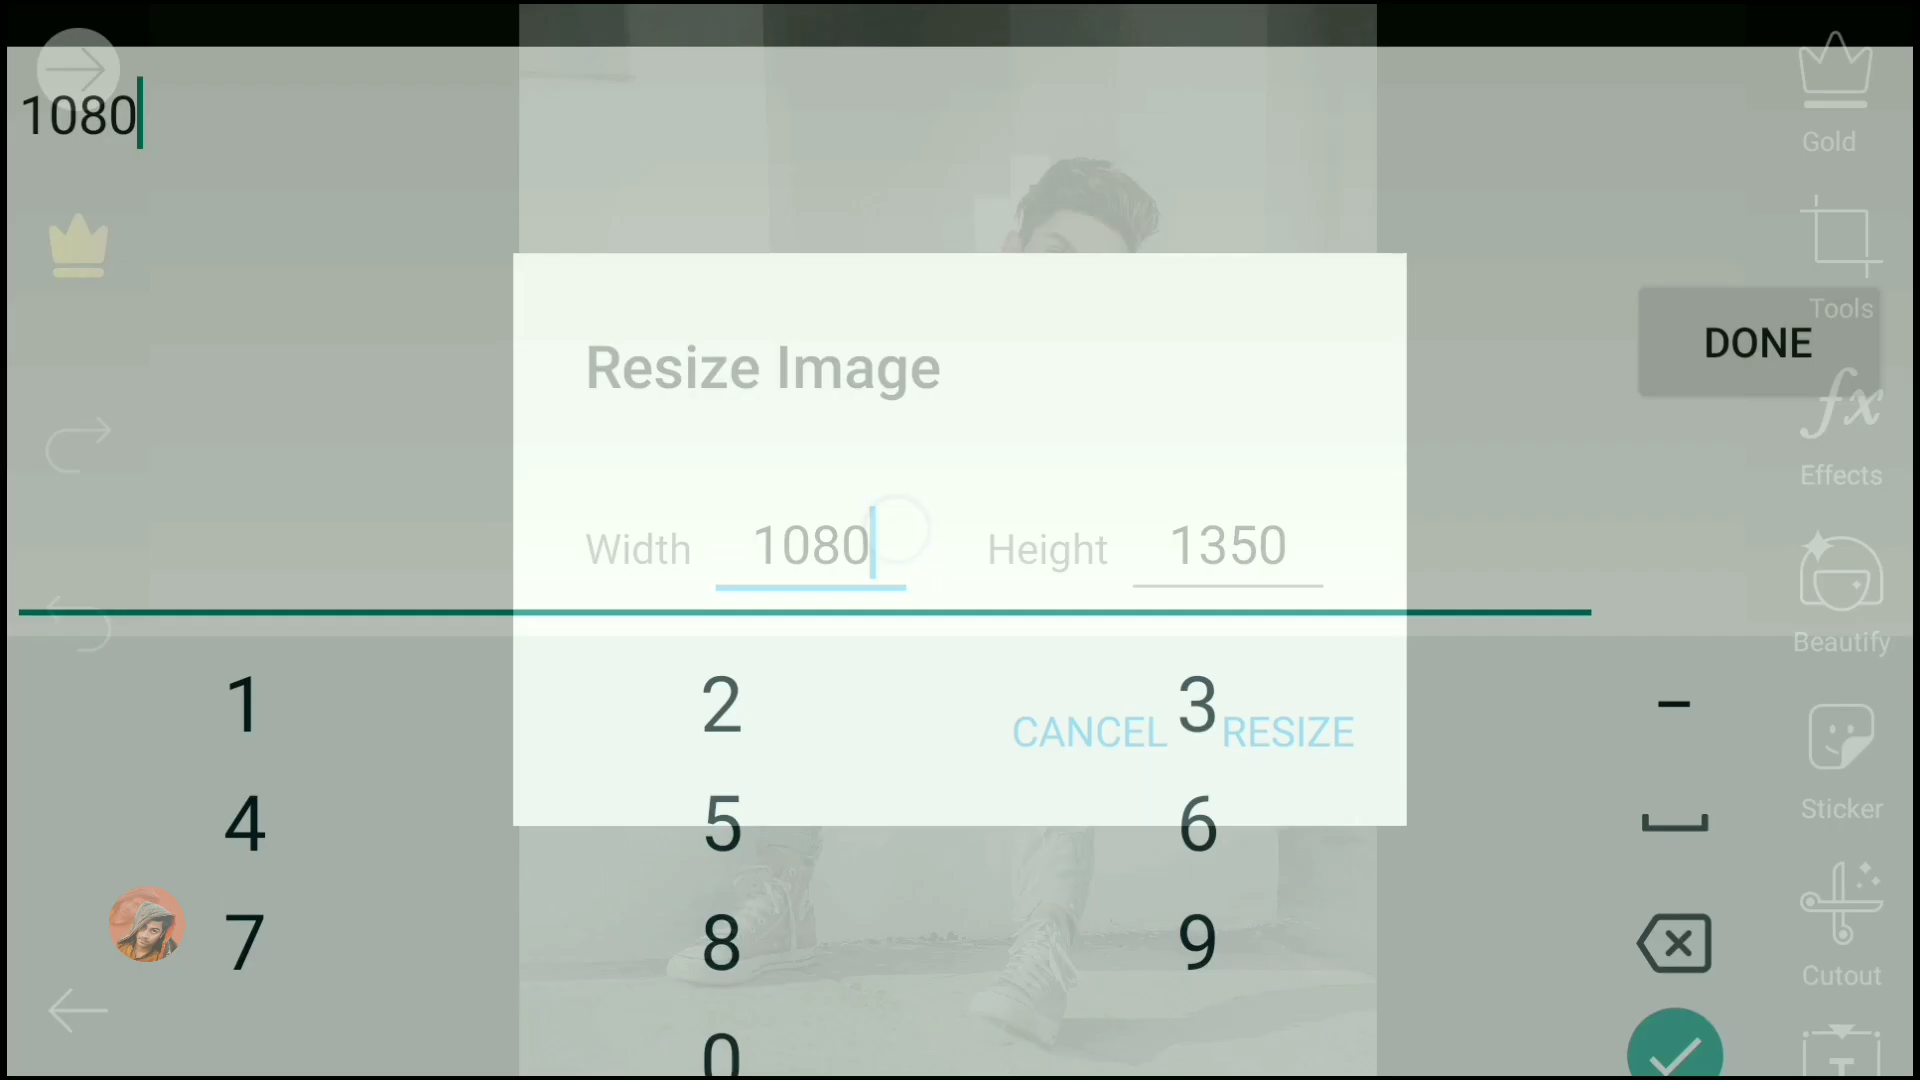 1080
Gold
Tools
DONE
Effects
Resize Image
Width 1080 Height 1350
Beautify
1 2 3 –
CANCEL RESIZE
Sticker
4 5 6
7 8 9
Cutout
0
T